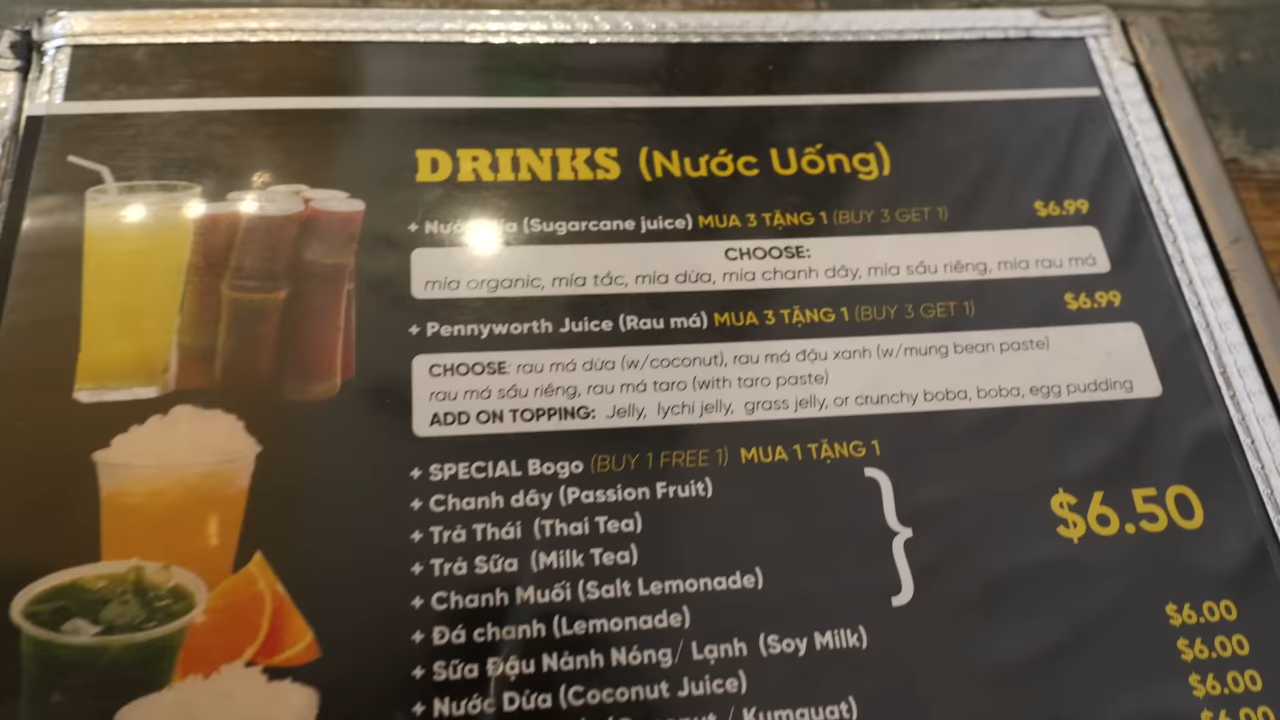 DRINKS (Nước Uống)
+ (Sugarcane juice) MUA 3 TẶNG 1 (BUY 3 GET 1) $6.99
CHOOSE:
mía organic, mía tắc, mía dừa, mía chanh dây, mía sầu riêng, mía rau má
+ Pennyworth Juice (Rau má) MUA 3 TẶNG 1 (BUY 3 GET 1) $6.99
CHOOSE: rau má dừa (w/coconut), rau má đậu xanh (w/mung bean paste)
rau má sầu riêng, rau má taro (with taro paste)
ADD ON TOPPING: Jelly, lychi jelly, grass jelly, or crunchy boba, boba, egg pudding
+ SPECIAL Bogo (BUY 1 FREE 1) MUA 1 TẶNG 1
+ Chanh dây (Passion Fruit)
+ Trà Thái (Thai Tea)
+ Trà Sữa (Milk Tea)
+ Chanh Muối (Salt Lemonade)
$6.50
+ Đá chanh (Lemonade) $6.00
+ Sữa Đậu Nành Nóng/ Lạnh (Soy Milk) $6.00
+ Nước Dừa (Coconut Juice) $6.00
/ Kumquat) $6.00